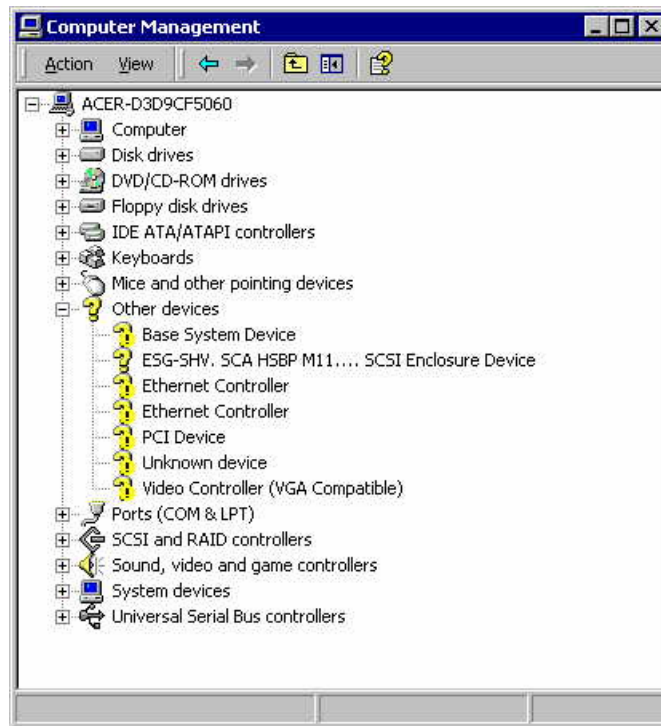 Computer Management
Action View
ACER-D3D9CF5060
Computer
Disk drives
DVD/CD-ROM drives
Floppy disk drives
IDE ATA/ATAPI controllers
Keyboards
Mice and other pointing devices
Other devices
Base System Device
ESG-SHV. SCA HSBP M11.... SCSI Enclosure Device
Ethernet Controller
Ethernet Controller
PCI Device
Unknown device
Video Controller (VGA Compatible)
Ports (COM & LPT)
SCSI and RAID controllers
Sound, video and game controllers
System devices
Universal Serial Bus controllers